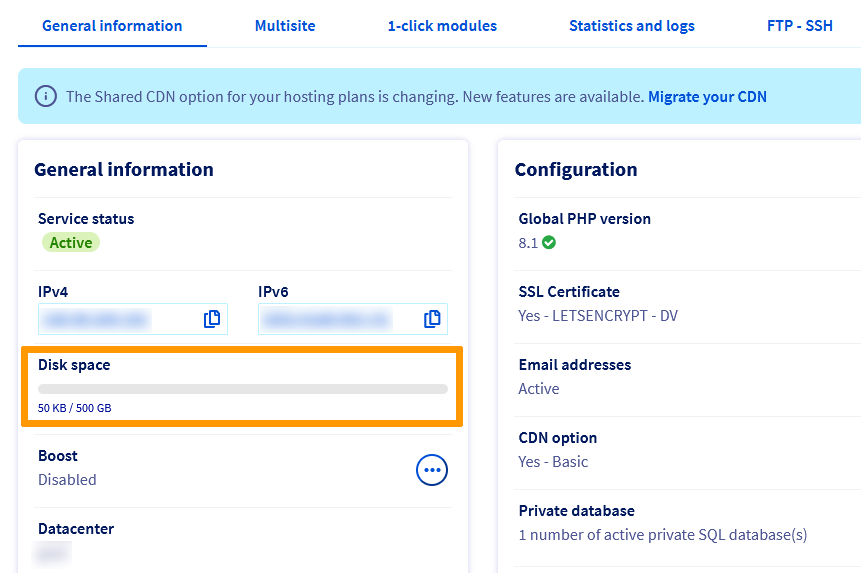 General information
Multisite
1-click modules
Statistics and logs
FTP - SSH
The Shared CDN option for your hosting plans is changing. New features are available. Migrate your CDN
General information
Service status
Active
IPv4
IPv6
Disk space
50 KB / 500 GB
Boost
Disabled
Datacenter
Configuration
Global PHP version
8.1
SSL Certificate
Yes - LETSENCRYPT - DV
Email addresses
Active
CDN option
Yes - Basic
Private database
1 number of active private SQL database(s)